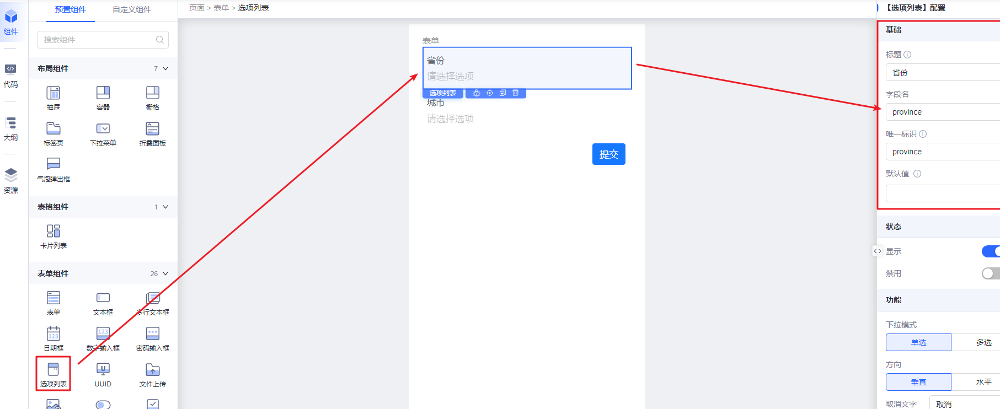 组件
代码
大纲
资源
预置组件
自定义组件
搜索组件
布局组件
7
抽屉
容器
栅格
标签页
下拉菜单
折叠面板
气泡弹出框
表格组件
1
卡片列表
表单组件
26
表单
文本框
多行文本框
123
日期框
123
数字输入框
密码输入框
选项列表
U
UUID
文件上传
页面 > 表单 > 选项列表
表单
省份
请选择选项
选项列表
城市
请选择选项
提交
【选项列表】配置
基础
标题
省份
字段名
province
唯一标识
province
默认值
状态
显示
禁用
功能
下拉模式
单选
多选
方向
垂直
水平
取消文字
取消